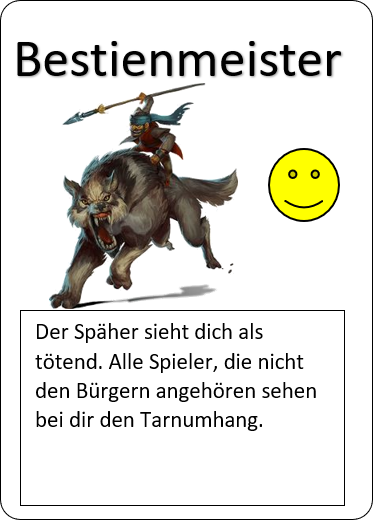 Bestienmeister
Der Späher sieht dich als
tötend. Alle Spieler, die nicht
den Bürgern angehören sehen
bei dir den Tarnumhang.